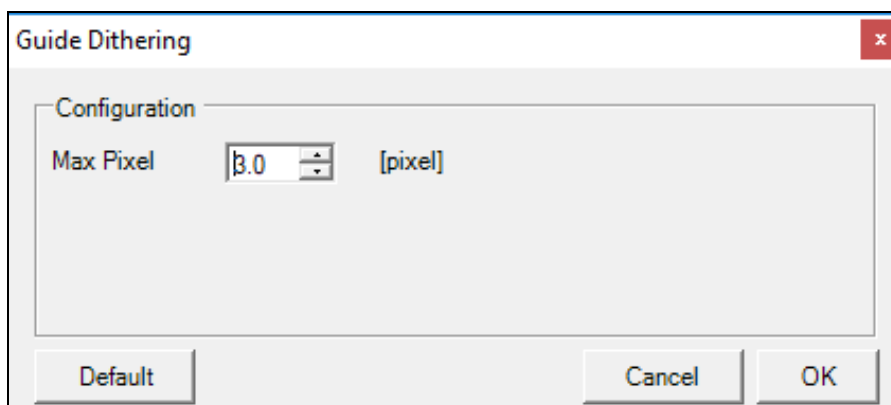 Guide Dithering
x
Configuration
Max Pixel 3.0 [pixel]
Default Cancel OK